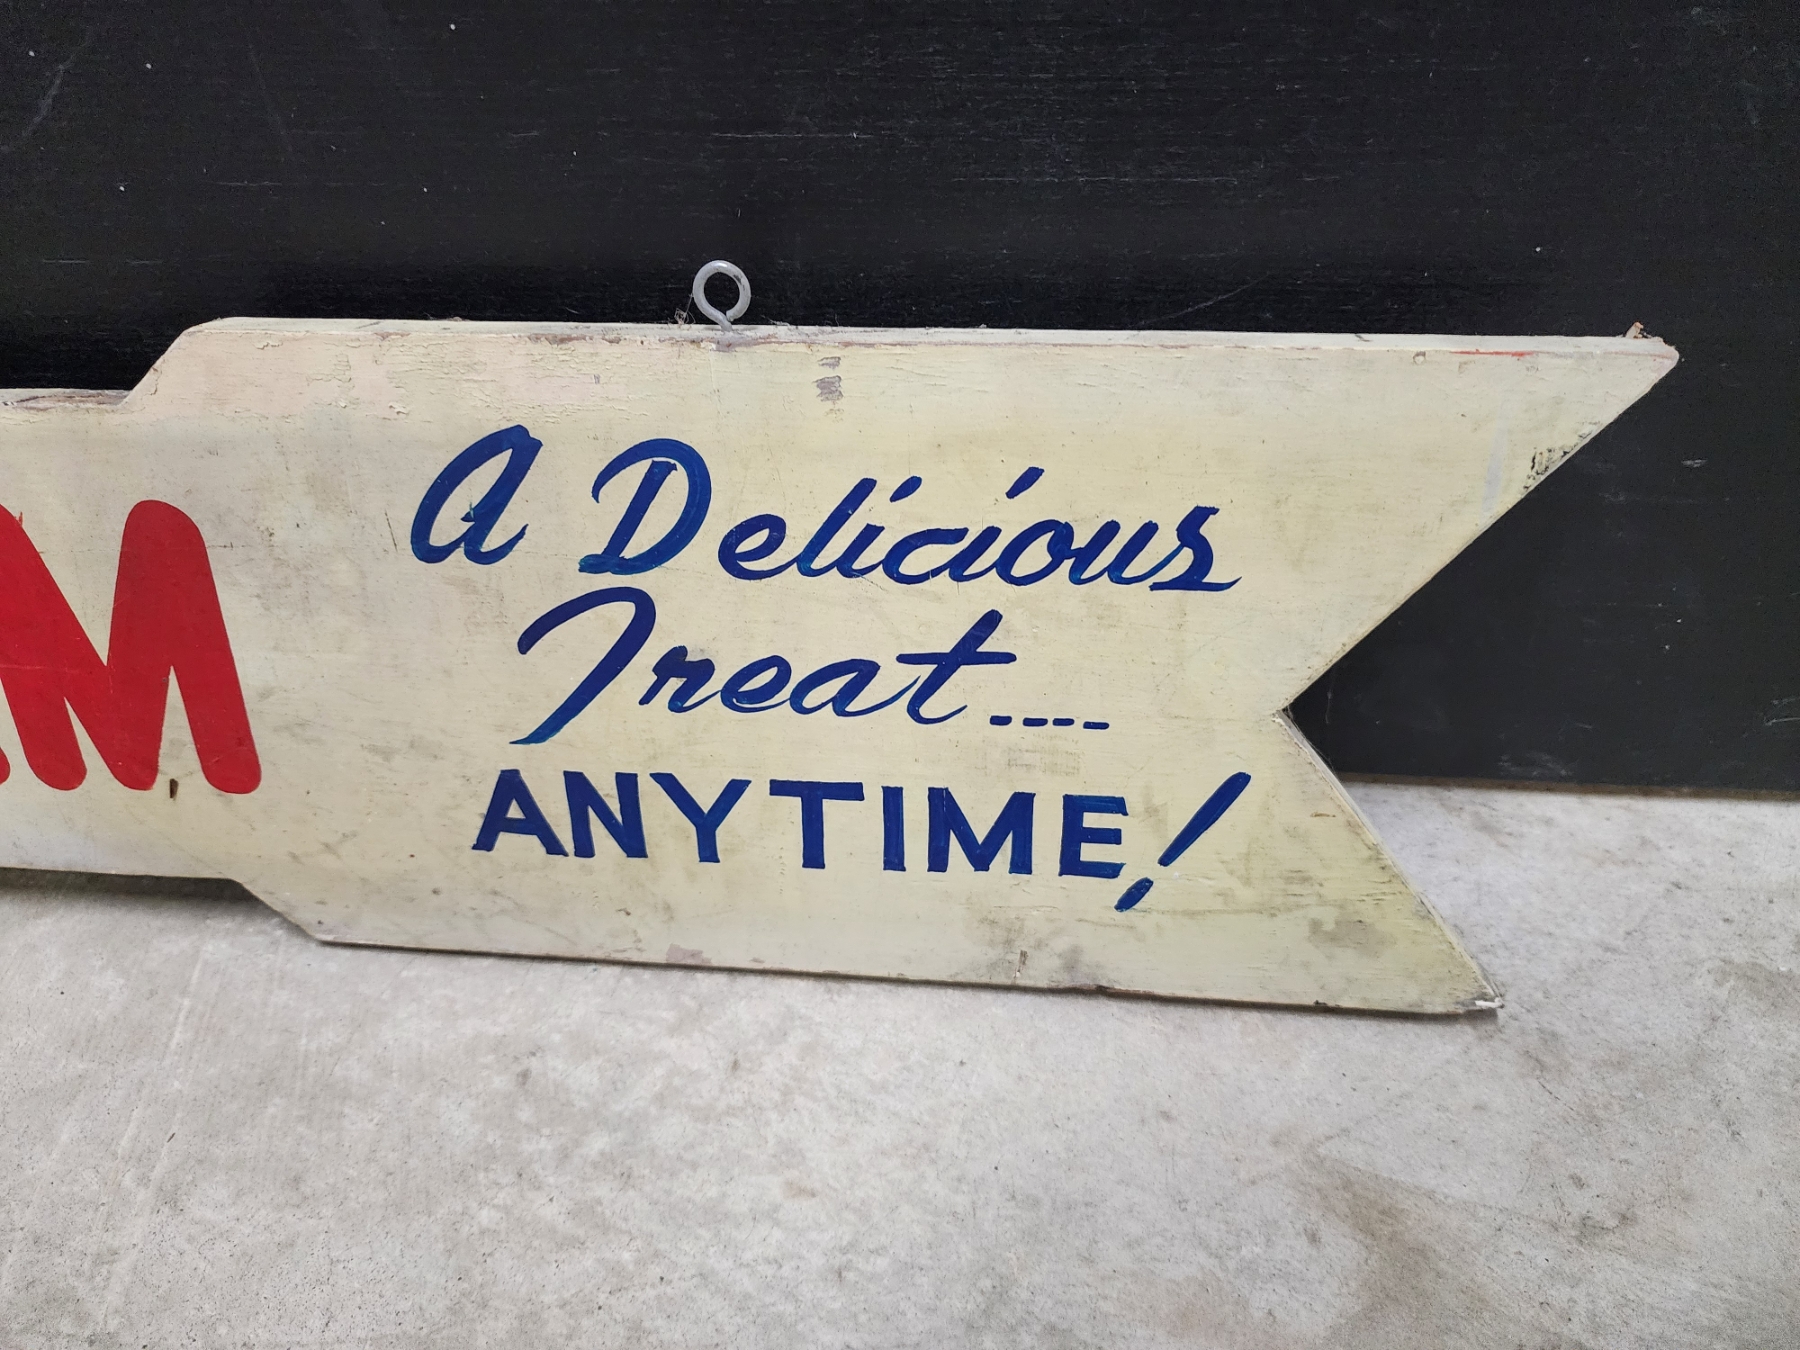 M
A Delicious
Treat....
ANYTIME!